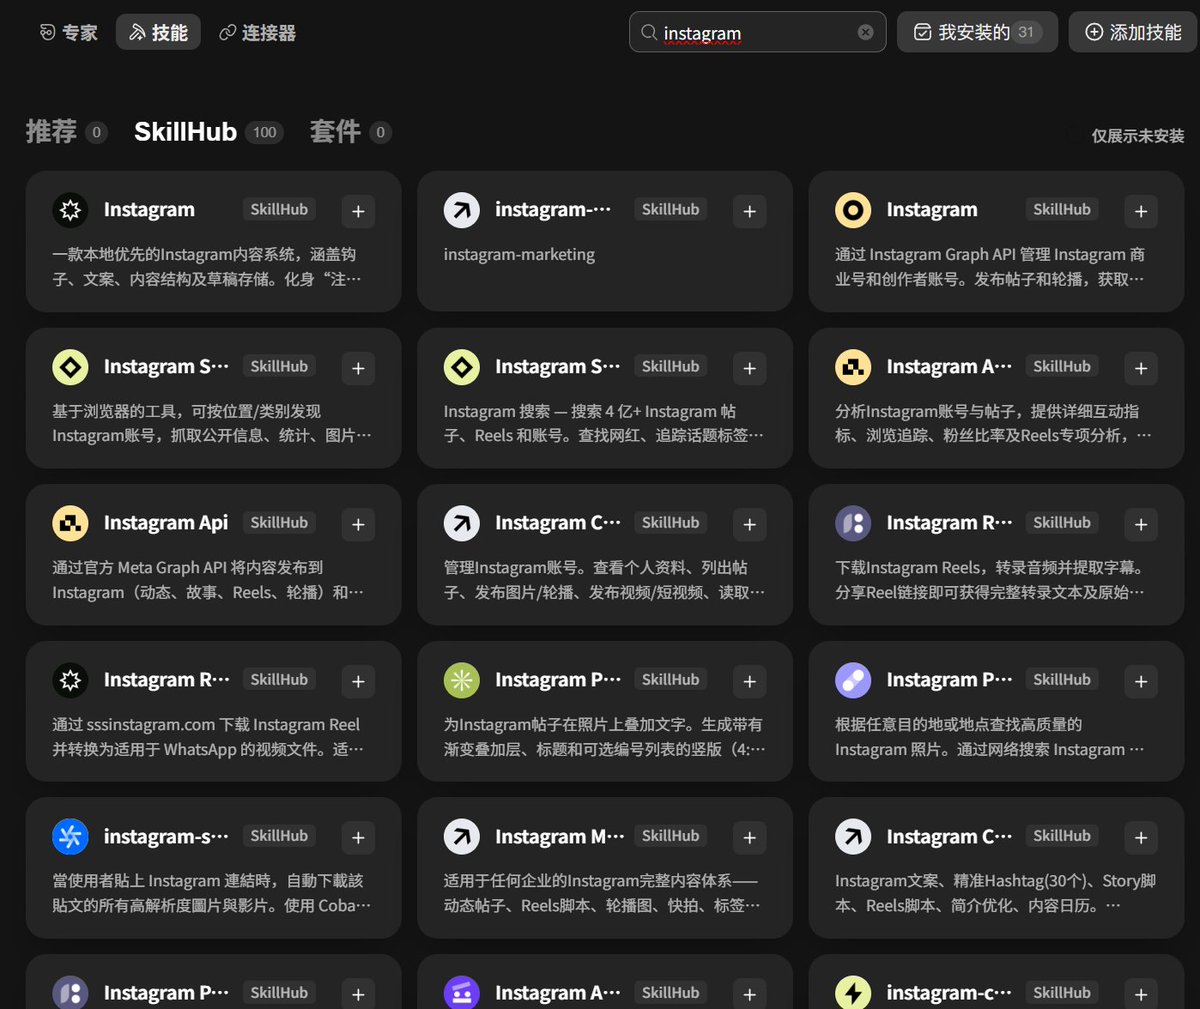 专家 技能 连接器 instagram 我安装的 31 添加技能
推荐 0 SkillHub 100 套件 0 仅展示未安装
Instagram SkillHub +
一款本地优先的Instagram内容系统，涵盖钩
子、文案、内容结构及草稿存储。化身“注…
instagram-… SkillHub +
instagram-marketing
Instagram SkillHub +
通过 Instagram Graph API 管理 Instagram 商
业号和创作者账号。发布帖子和轮播，获取…
Instagram S… SkillHub +
基于浏览器的工具，可按位置/类别发现
Instagram账号，抓取公开信息、统计、图片…
Instagram S… SkillHub +
Instagram 搜索 — 搜索 4 亿+ Instagram 帖
子、Reels 和账号。查找网红、追踪话题标签…
Instagram A… SkillHub +
分析Instagram账号与帖子，提供详细互动指
标、浏览追踪、粉丝比率及Reels专项分析，…
Instagram Api SkillHub +
通过官方 Meta Graph API 将内容发布到
Instagram（动态、故事、Reels、轮播）和…
Instagram C… SkillHub +
管理Instagram账号。查看个人资料、列出帖
子、发布图片/轮播、发布视频/短视频、读取…
Instagram R… SkillHub +
下载Instagram Reels，转录音频并提取字幕。
分享Reel链接即可获得完整转录文本及原始…
Instagram R… SkillHub +
通过 sssinstagram.com 下载 Instagram Reel
并转换为适用于 WhatsApp 的视频文件。适…
Instagram P… SkillHub +
为Instagram帖子在照片上叠加文字。生成带有
渐变叠加层、标题和可选编号列表的竖版（4:…
Instagram P… SkillHub +
根据任意目的地或地点查找高质量的
Instagram 照片。通过网络搜索 Instagram …
instagram-s… SkillHub +
當使用者貼上 Instagram 連結時，自動下載該
貼文的所有高解析度圖片與影片。使用 Coba…
Instagram M… SkillHub +
适用于任何企业的Instagram完整内容体系——
动态帖子、Reels脚本、轮播图、快拍、标签…
Instagram C… SkillHub +
Instagram文案、精准Hashtag(30个)、Story脚
本、Reels脚本、简介优化、内容日历。…
Instagram P… SkillHub +
Instagram A… SkillHub +
instagram-c… SkillHub +